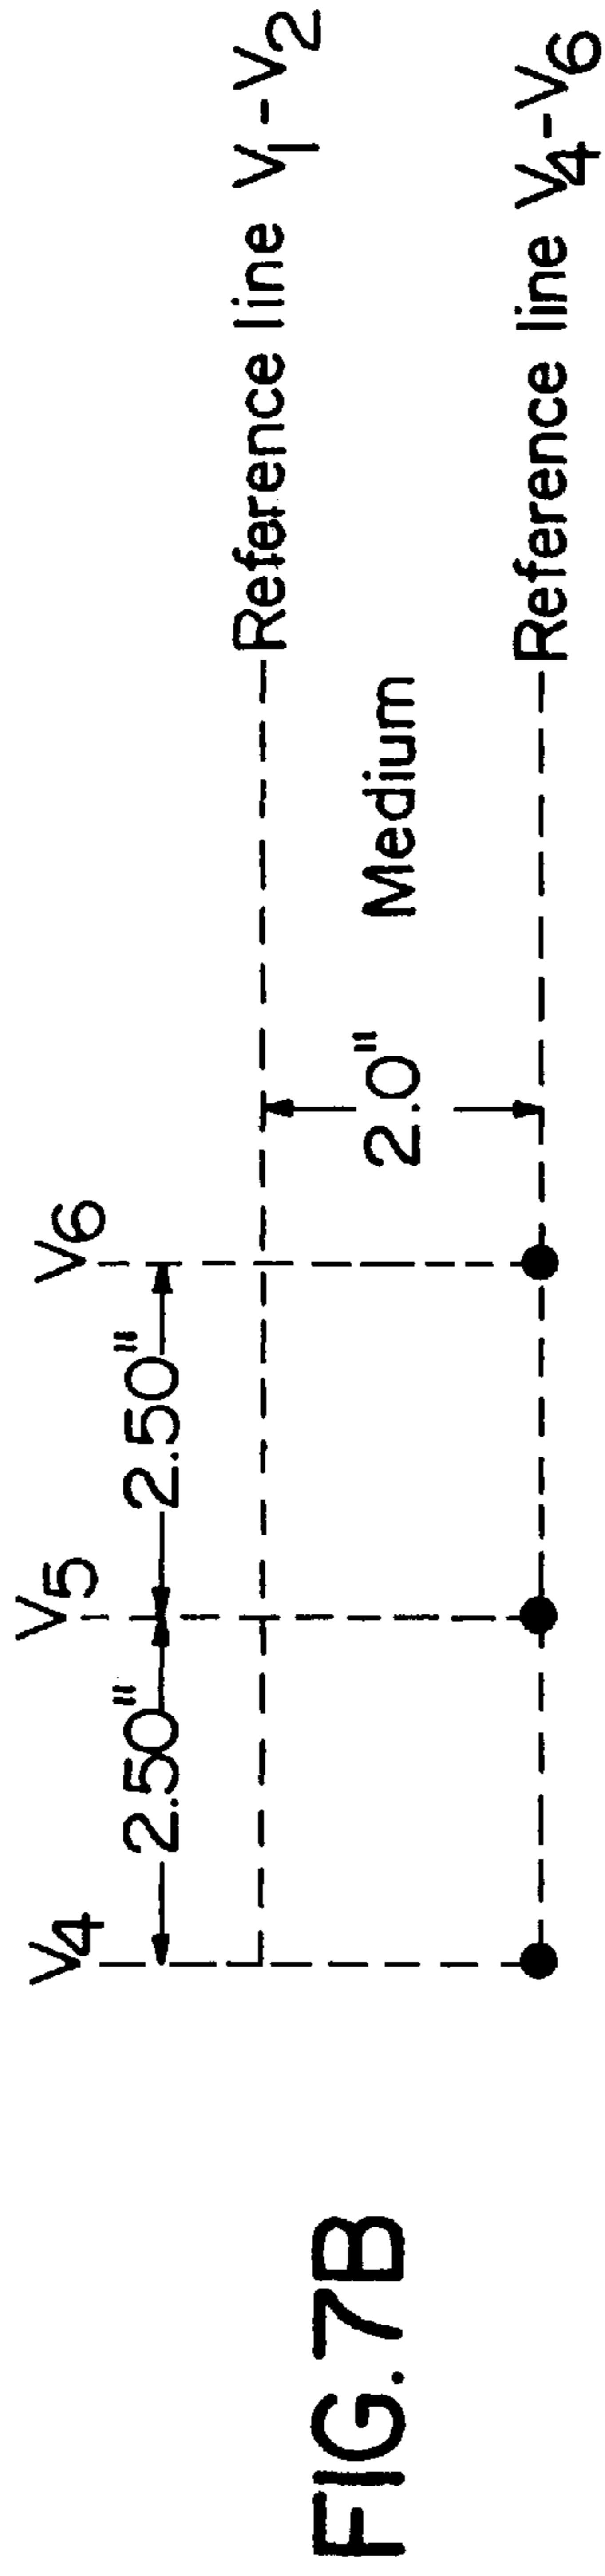 V4 V5 V6
2.50" 2.50"
Reference line V1-V2
2.0" Medium
Reference line V4-V6
FIG. 7B